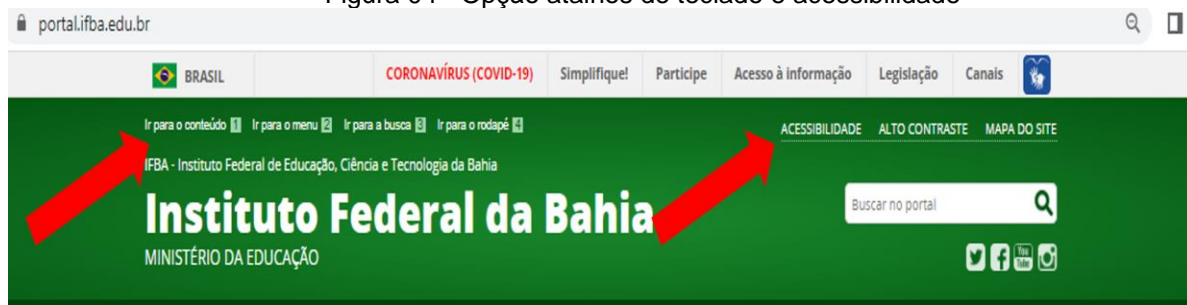 Figura 04 - Opção atalhos de teclado e acessibilidade
portal.ifba.edu.br
BRASIL CORONAVÍRUS (COVID-19) Simplifique! Participe Acesso à informação Legislação Canais
Ir para o conteúdo 1 Ir para o menu 2 Ir para a busca 3 Ir para o rodapé 4 ACESSIBILIDADE ALTO CONTRASTE MAPA DO SITE
IFBA - Instituto Federal de Educação, Ciência e Tecnologia da Bahia
Instituto Federal da Bahia
Buscar no portal
MINISTÉRIO DA EDUCAÇÃO
You Tube